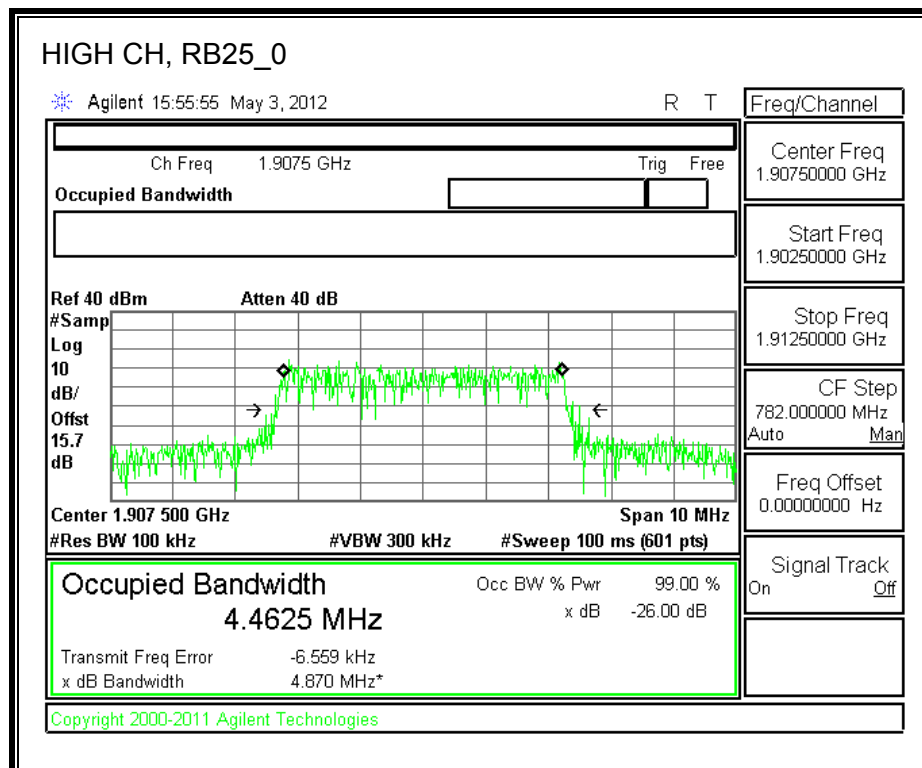 HIGH CH, RB25_0
Agilent 15:55:55 May 3, 2012 R T
Freq/Channel
Ch Freq 1.9075 GHz Trig Free
Occupied Bandwidth
Center Freq
1.90750000 GHz
Start Freq
1.90250000 GHz
Stop Freq
1.91250000 GHz
CF Step
782.000000 MHz
Auto Man
Freq Offset
0.00000000 Hz
Signal Track
On Off
Ref 40 dBm Atten 40 dB
#Samp
Log
10
dB/
Offst
15.7
dB
Center 1.907 500 GHz Span 10 MHz
#Res BW 100 kHz #VBW 300 kHz #Sweep 100 ms (601 pts)
Occupied Bandwidth Occ BW % Pwr 99.00 %
4.4625 MHz x dB -26.00 dB
Transmit Freq Error -6.559 kHz
x dB Bandwidth 4.870 MHz*
Copyright 2000-2011 Agilent Technologies